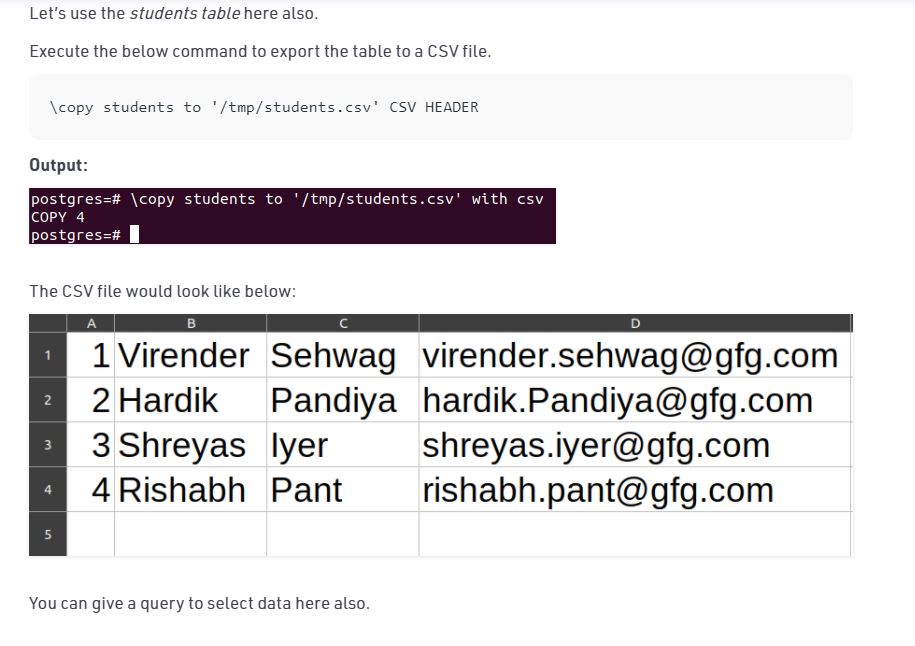 Let's use the students table here also.
Execute the below command to export the table to a CSV file.
\copy students to '/tmp/students.csv' CSV HEADER
Output:
postgres=# \copy students to '/tmp/students.csv' with csv
COPY 4
postgres=#
The CSV file would look like below:
A B C D
1 1 Virender Sehwag virender.sehwag@gfg.com
2 2 Hardik Pandiya hardik.Pandiya@gfg.com
3 3 Shreyas Iyer shreyas.iyer@gfg.com
4 4 Rishabh Pant rishabh.pant@gfg.com
5
You can give a query to select data here also.